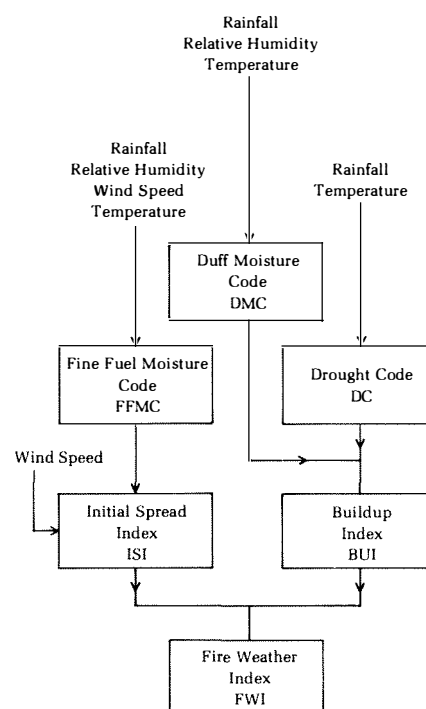 Rainfall
Relative Humidity
Temperature
Rainfall
Relative Humidity
Wind Speed
Temperature
Rainfall
Temperature
Duff Moisture
Code
DMC
Fine Fuel Moisture
Code
FFMC
Drought Code
DC
Wind Speed
Initial Spread
Index
ISI
Buildup
Index
BUI
Fire Weather
Index
FWI